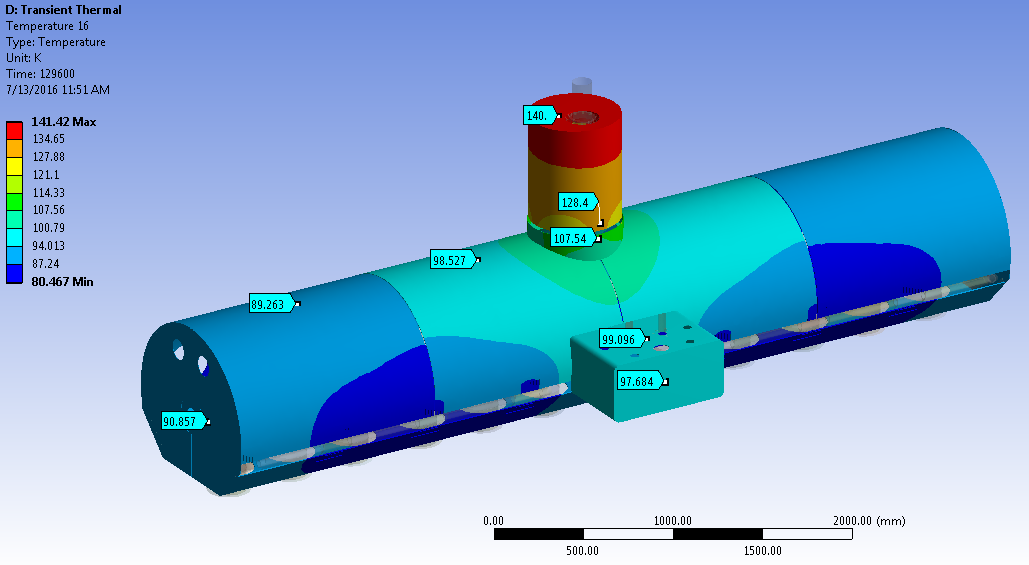 D: Transient Thermal
Temperature 16
Type: Temperature
Unit: K
Time: 129600
7/13/2016 11:51 AM
141.42 Max
134.65
127.88
121.1
114.33
107.56
100.79
94.013
87.24
80.467 Min
140.
128.4
107.54
98.527
89.263
99.096
97.684
90.857
0.00
1000.00
2000.00 (mm)
500.00
1500.00